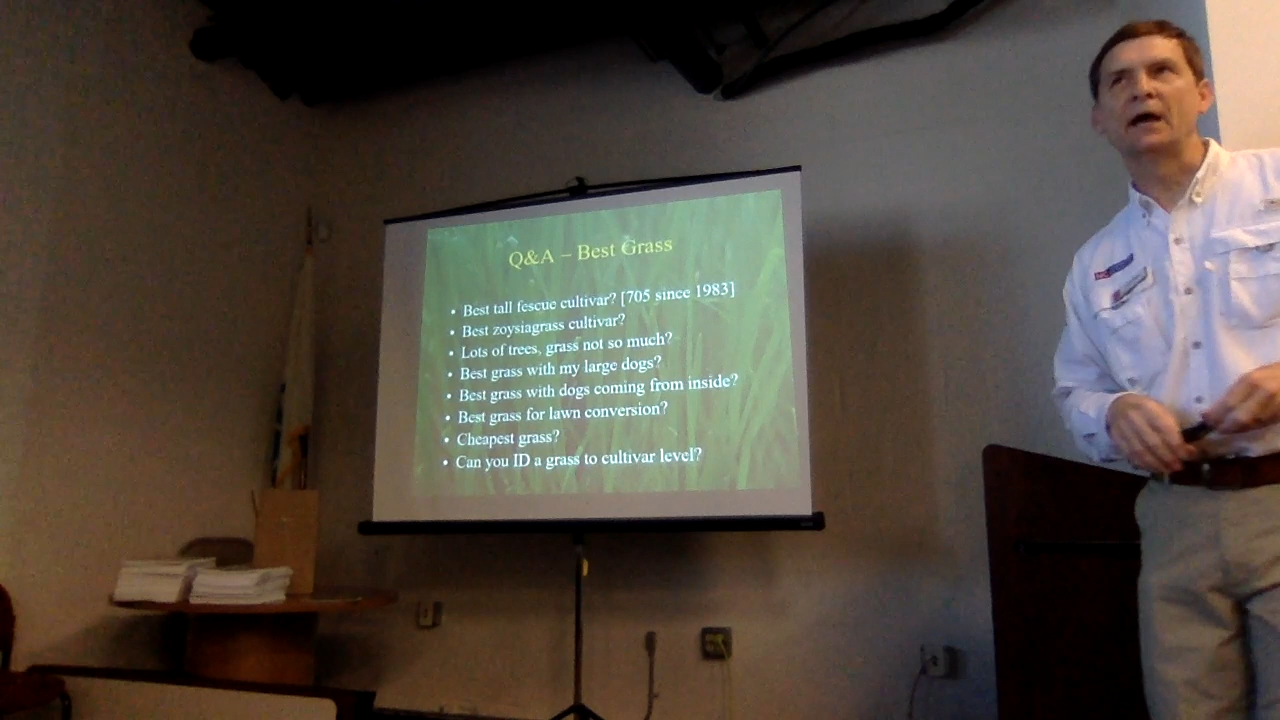 Q&A – Best Grass
• Best tall fescue cultivar? [705 since 1983]
• Best zoysiagrass cultivar?
• Lots of trees, grass not so much?
• Best grass with my large dogs?
• Best grass with dogs coming from inside?
• Best grass for lawn conversion?
• Cheapest grass?
• Can you ID a grass to cultivar level?